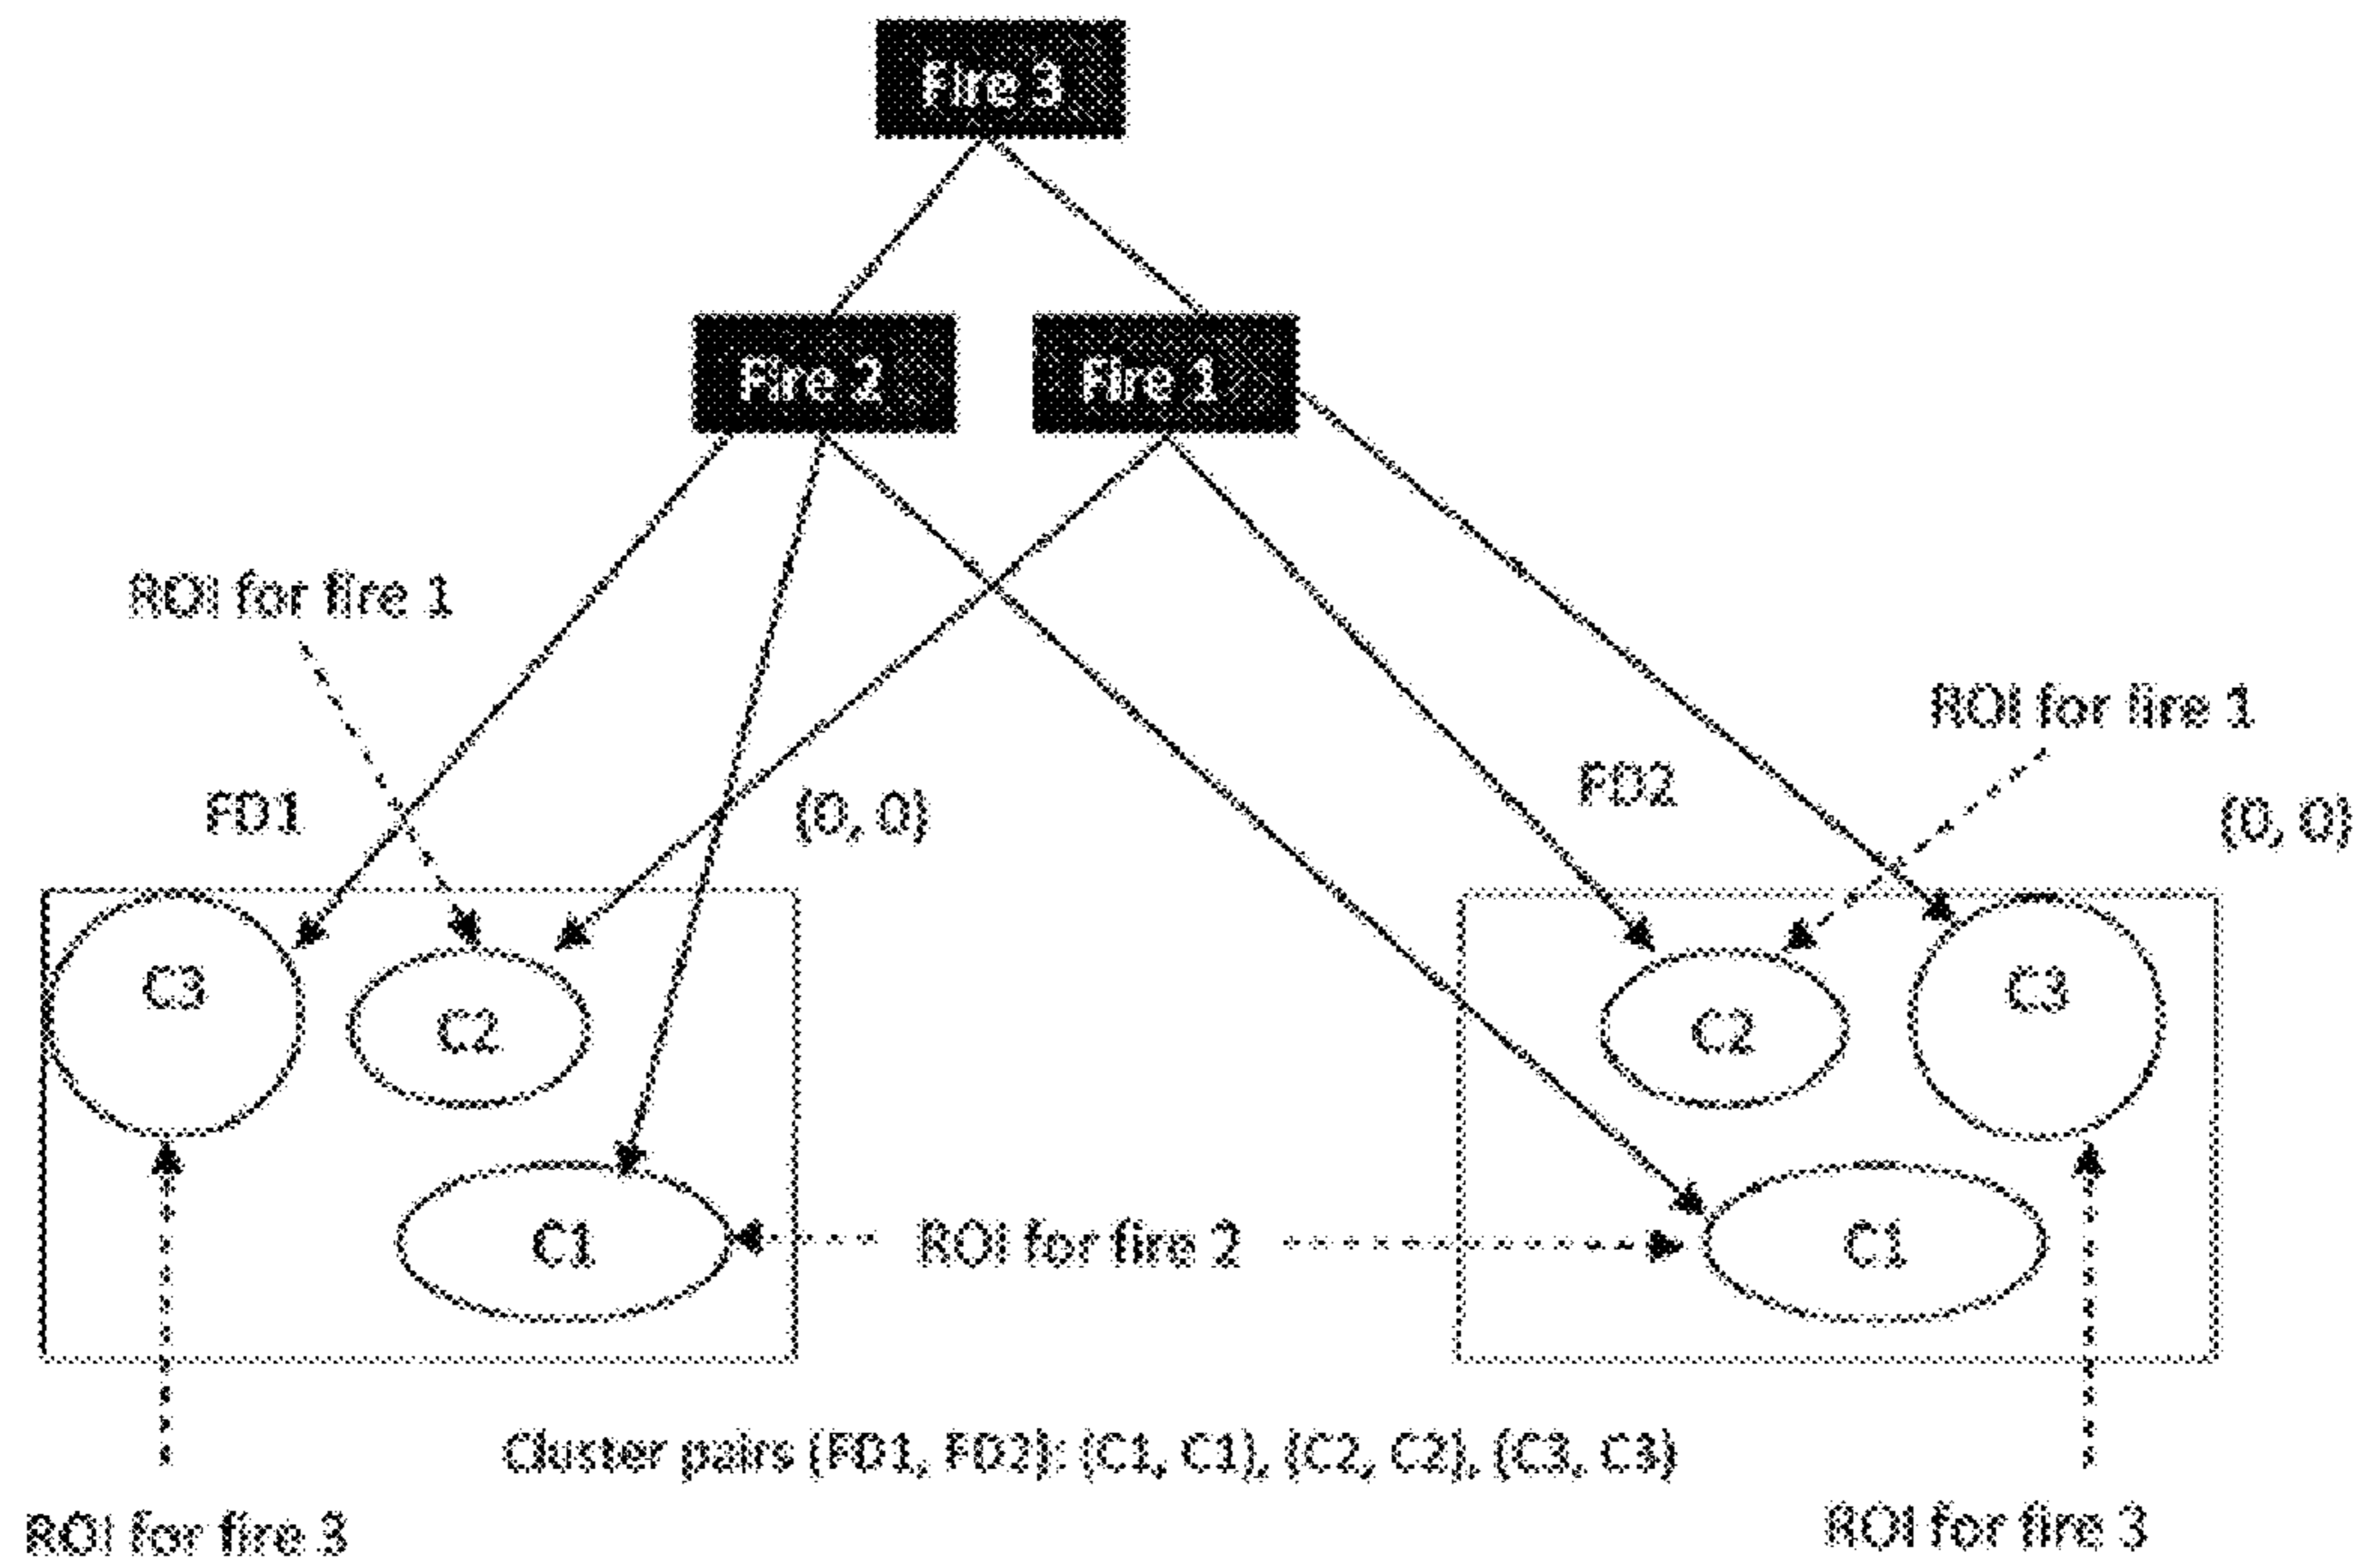 Fire 3
Fire 2
Fire 1
ROI for fire 1
ROI for fire 1
FD1
(0, 0)
FD2
(0, 0)
C3
C2
C2
C3
C1
ROI for fire 2
C1
Cluster pairs (FD1, FD2): (C1, C1), (C2, C2), (C3, C3)
ROI for fire 3
ROI for fire 3